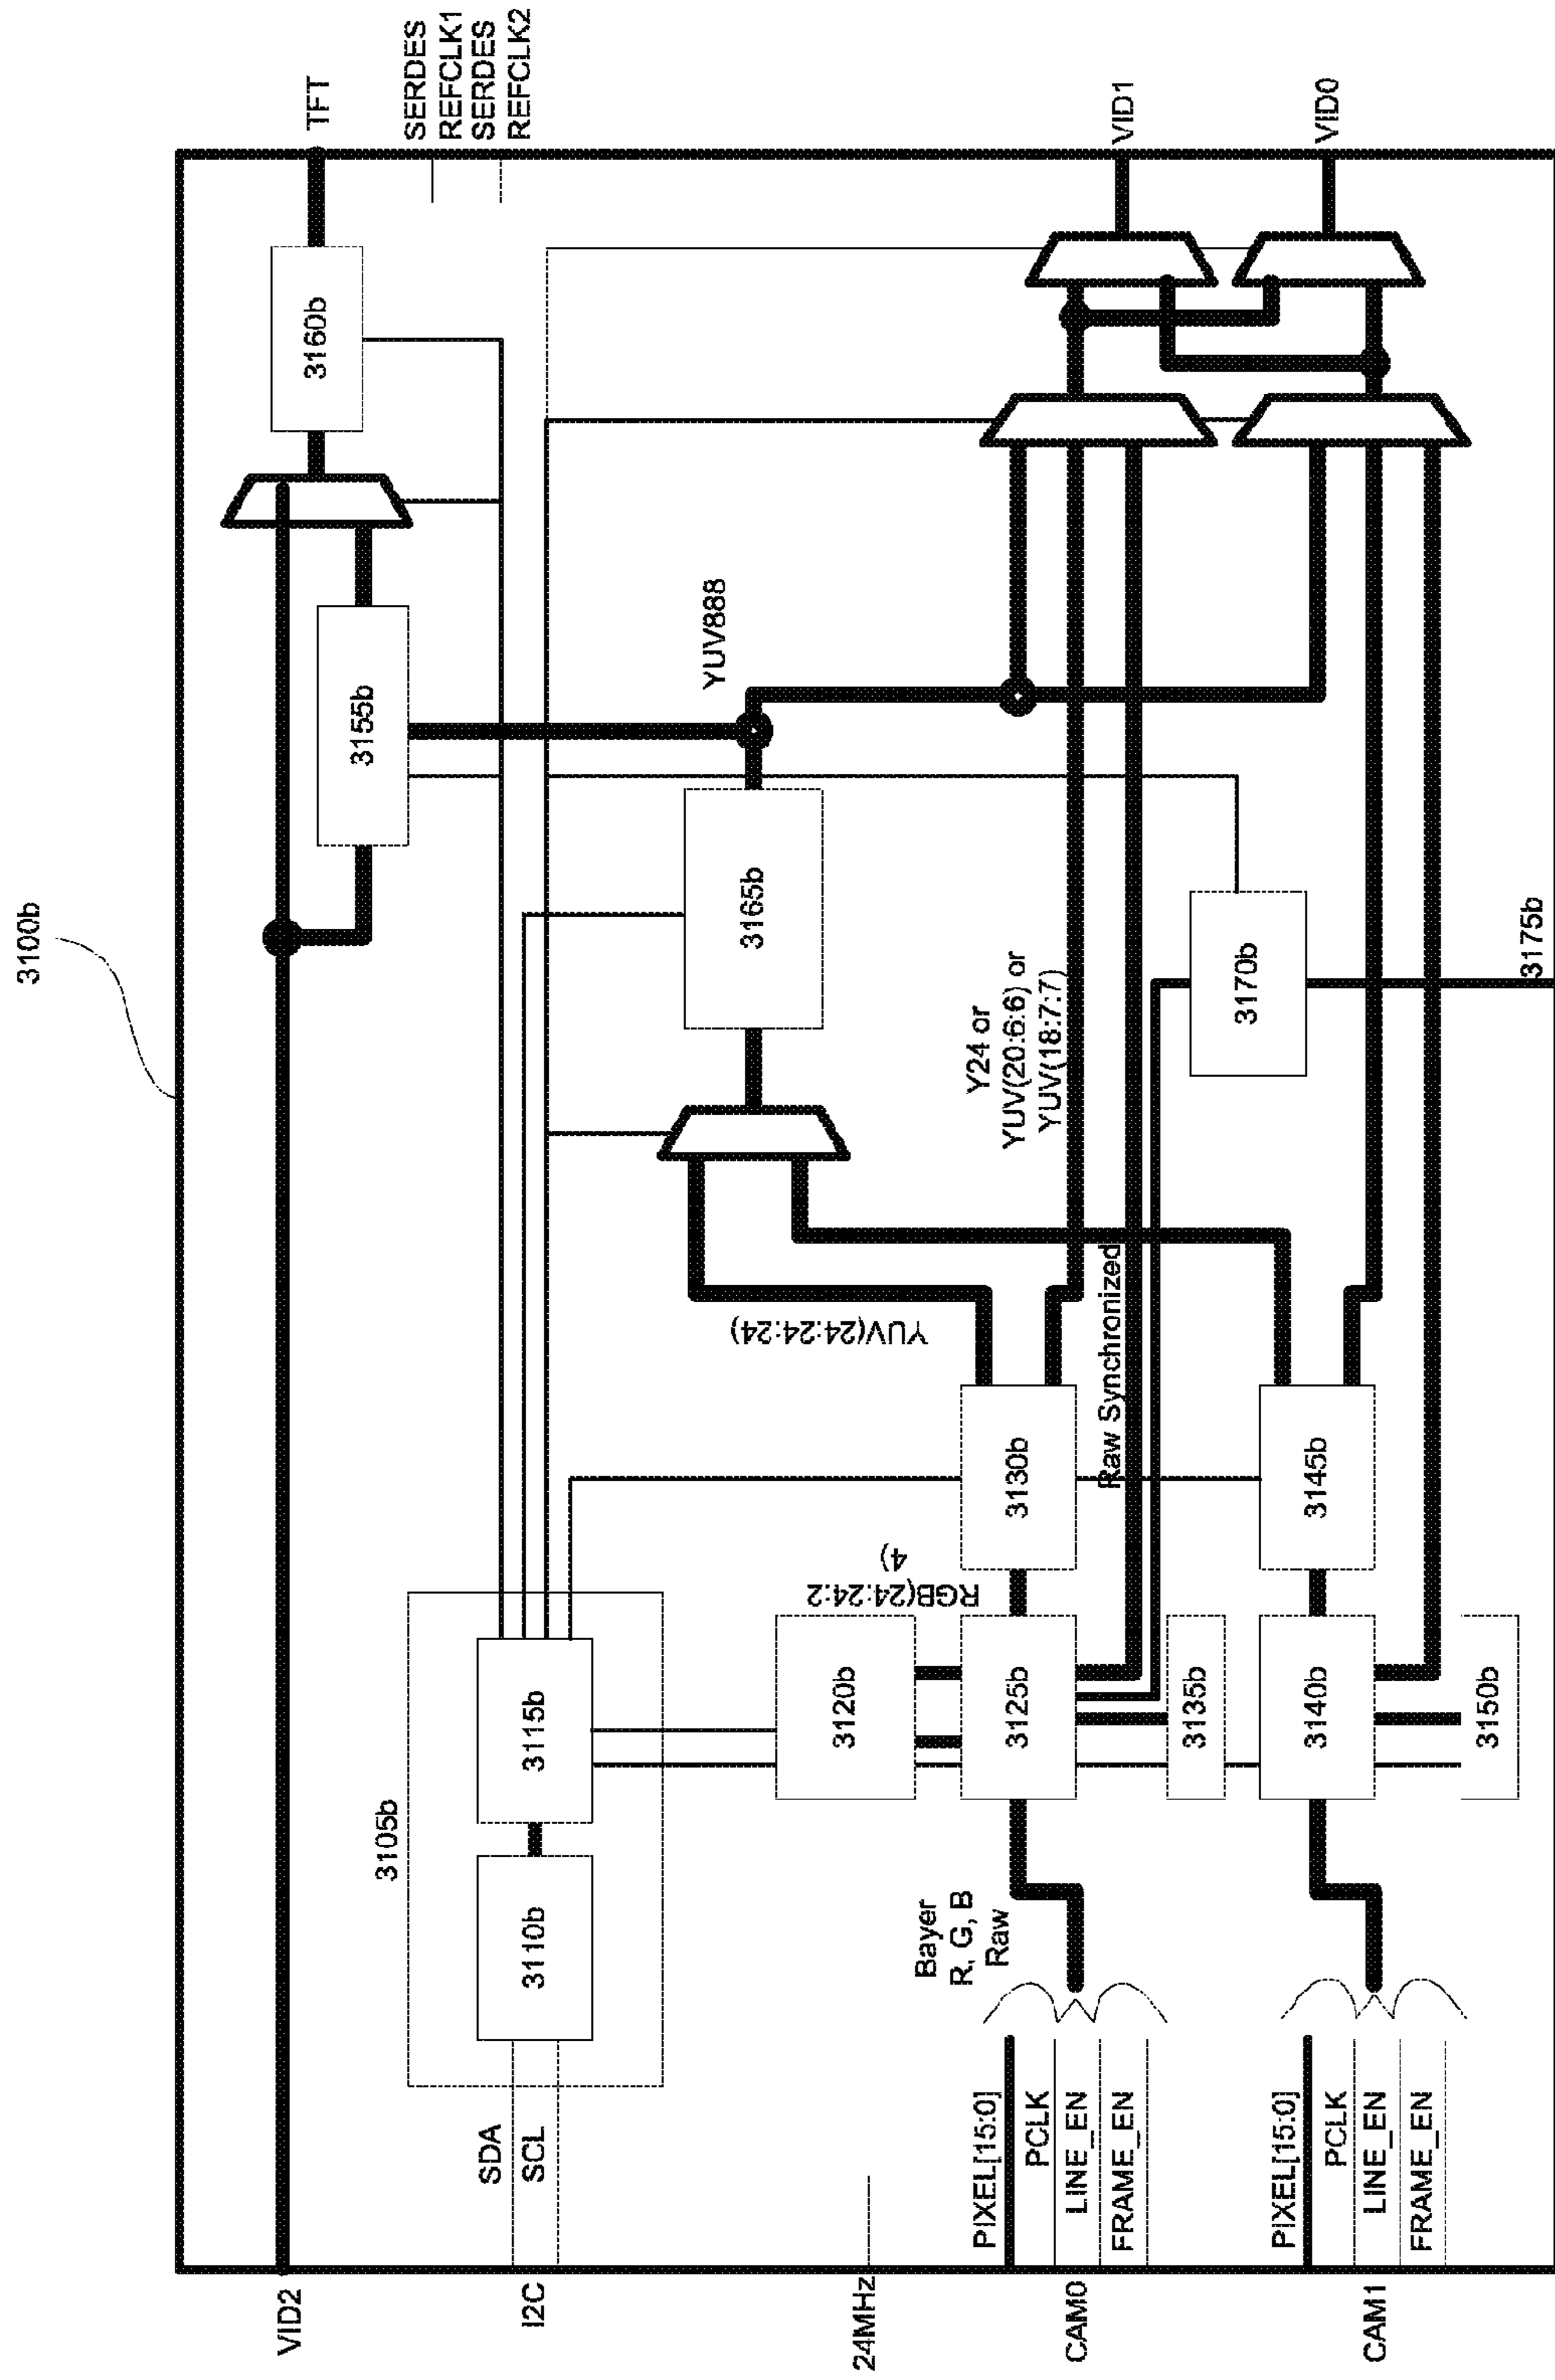 3100b
VID2
TFT
SERDES
REFCLK1
SERDES
REFCLK2
3160b
3155b
I2C
SDA
SCL
3105b
3110b
3115b
YUV888
3165b
24MHz
3120b
RGB(24:24:2
4)
YUV(24:24:24)
Y24 or
YUV(20:6:6) or
YUV(18:7:7)
CAM0
PIXEL[15:0]
PCLK
LINE_EN
FRAME_EN
Bayer
R, G, B
Raw
3125b
3130b
Raw Synchronized
VID1
3135b
3170b
CAM1
PIXEL[15:0]
PCLK
LINE_EN
FRAME_EN
3140b
3145b
VID0
3150b
3175b